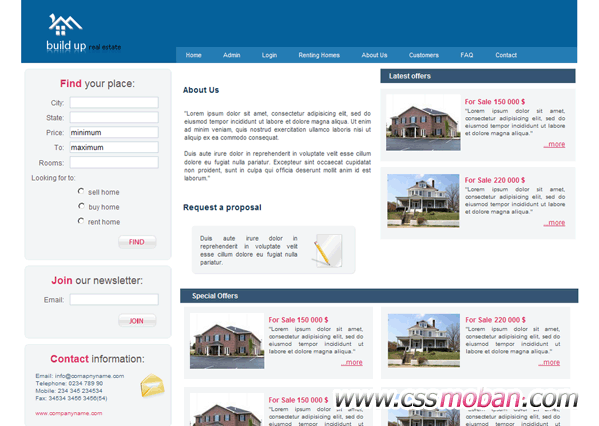 build up real estate
Home Admin Login Renting Homes About Us Customers FAQ Contact
Find your place:
City:
State:
Price: minimum
To: maximum
Rooms:
Looking for to:
sell home
buy home
rent home
FIND
Join our newsletter:
Email:
JOIN
Contact information:
Email: info@comapnyname.com
Telephone: 0234 789 90
Mobile: 234 345 234534
Fax: 34534 3456 3456(54)
www.companyname.com
About Us
"Lorem ipsum dolor sit amet, consectetur adipisicing elit, sed do eiusmod
tempor incididunt ut labore et dolore magna aliqua. Ut enim
ad minim veniam, quis nostrud exercitation ullamco laboris nisi ut
aliquip ex ea commodo consequat.
Duis aute irure dolor in reprehenderit in voluptate velit esse cillum
dolore eu fugiat nulla pariatur. Excepteur sint occaecat cupidatat
non proident, sunt in culpa qui officia deserunt mollit anim id est
laborum."
Request a proposal
Duis aute irure dolor in
reprehenderit in voluptate velit
esse cillum dolore eu fugiat nulla
pariatur.
Latest offers
For Sale 150 000 $
"Lorem ipsum dolor sit amet,
consectetur adipisicing elit, sed do
eiusmod tempor incididunt ut
labore et dolore magna aliqua."
...more
For Sale 220 000 $
"Lorem ipsum dolor sit amet,
consectetur adipisicing elit, sed do
eiusmod tempor incididunt ut
labore et dolore magna aliqua."
...more
Special Offers
For Sale 150 000 $
"Lorem ipsum dolor sit amet,
consectetur adipisicing elit, sed do
eiusmod tempor incididunt ut
labore et dolore magna aliqua."
...more
For Sale 220 000 $
"Lorem ipsum dolor sit amet,
consectetur adipisicing elit, sed do
eiusmod tempor incididunt ut
labore et dolore magna aliqua."
...more
For Sale 150 000 $
"Lorem ipsum dolor sit amet,
consectetur adipisicing elit, sed do
www.cssmoban.com